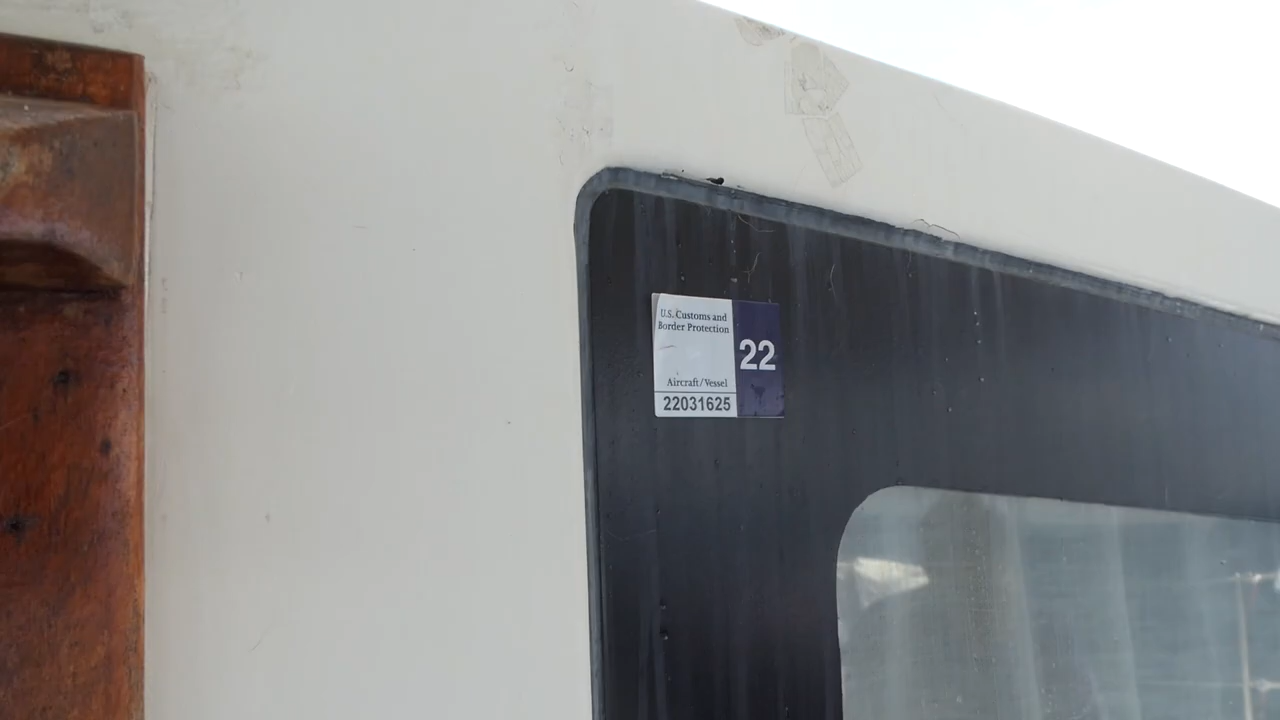 U.S. Customs and
Border Protection
22
Aircraft/Vessel
22031625